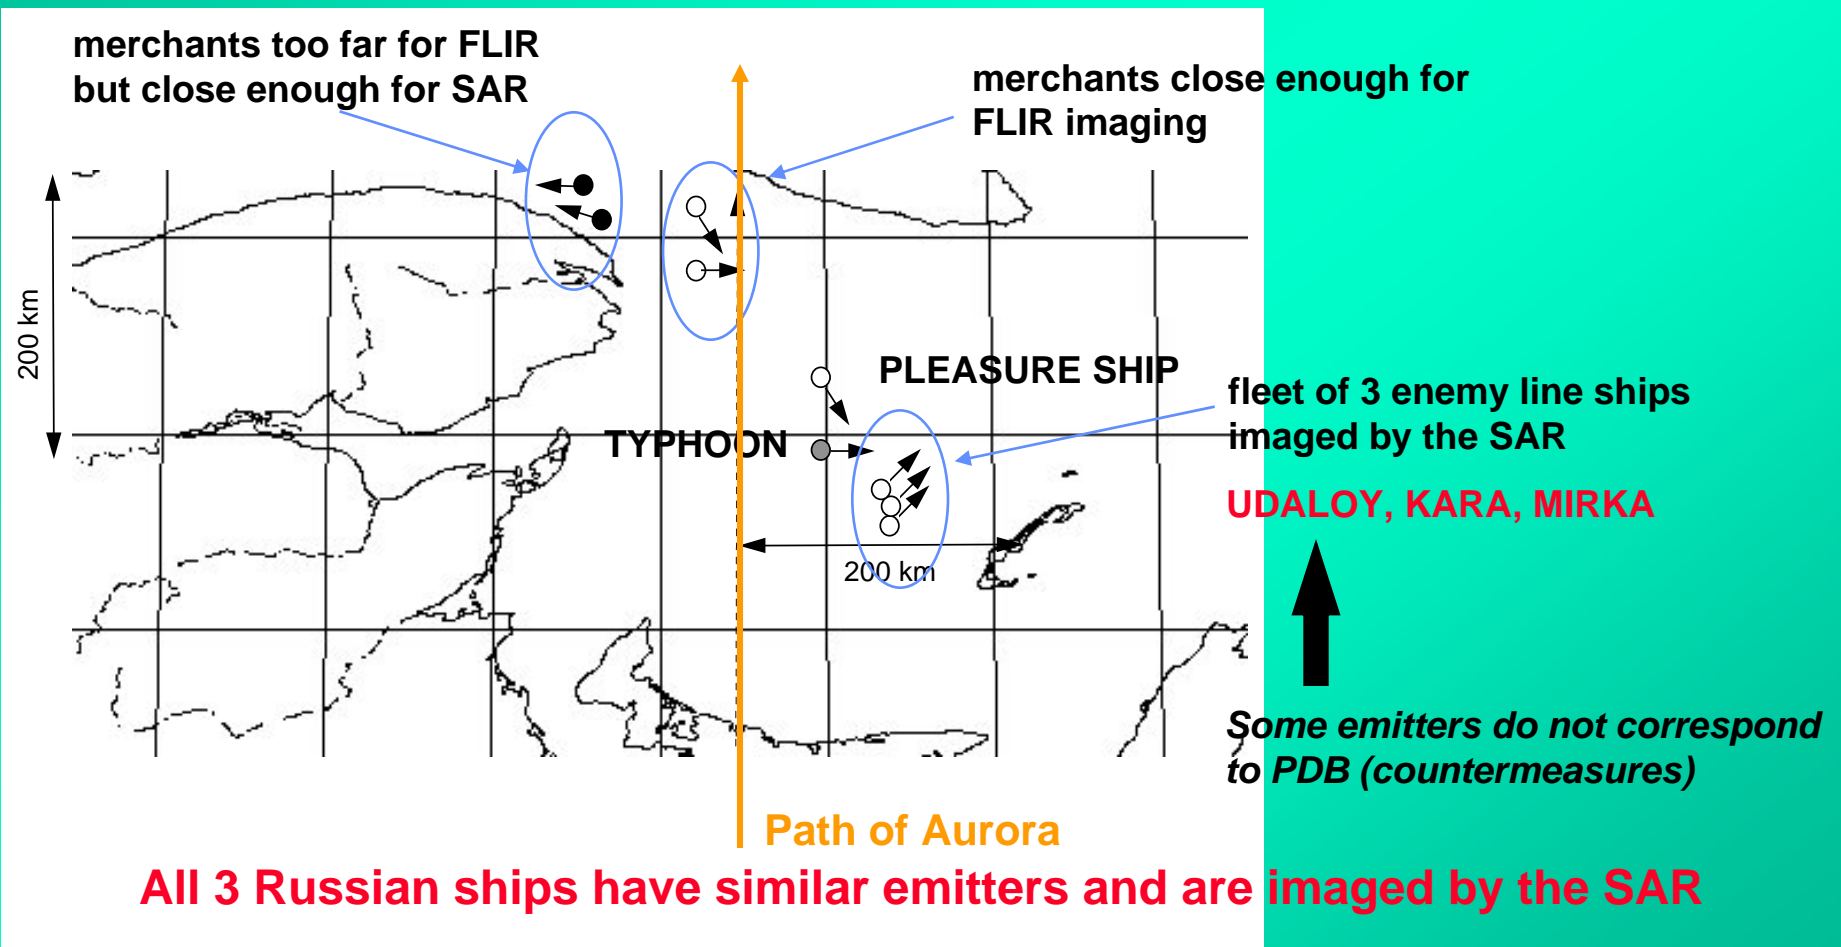 merchants too far for FLIR
but close enough for SAR
merchants close enough for
FLIR imaging
200 km
PLEASURE SHIP
TYPHOON
fleet of 3 enemy line ships
imaged by the SAR
UDALOY, KARA, MIRKA
200 km
Some emitters do not correspond
to PDB (countermeasures)
Path of Aurora
All 3 Russian ships have similar emitters and are imaged by the SAR